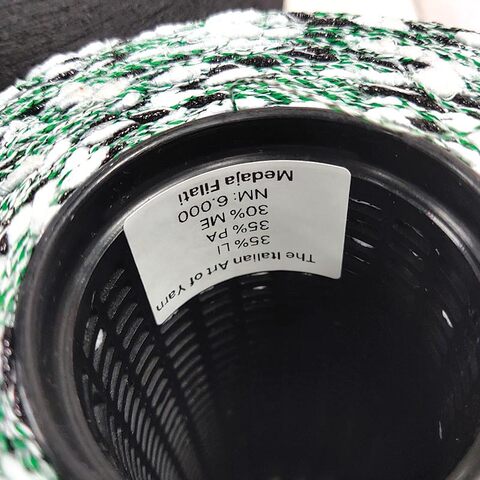 The Italian Art of Yarn
35% LI
35% PA
30% ME
NM: 6.000
Medaja Filati